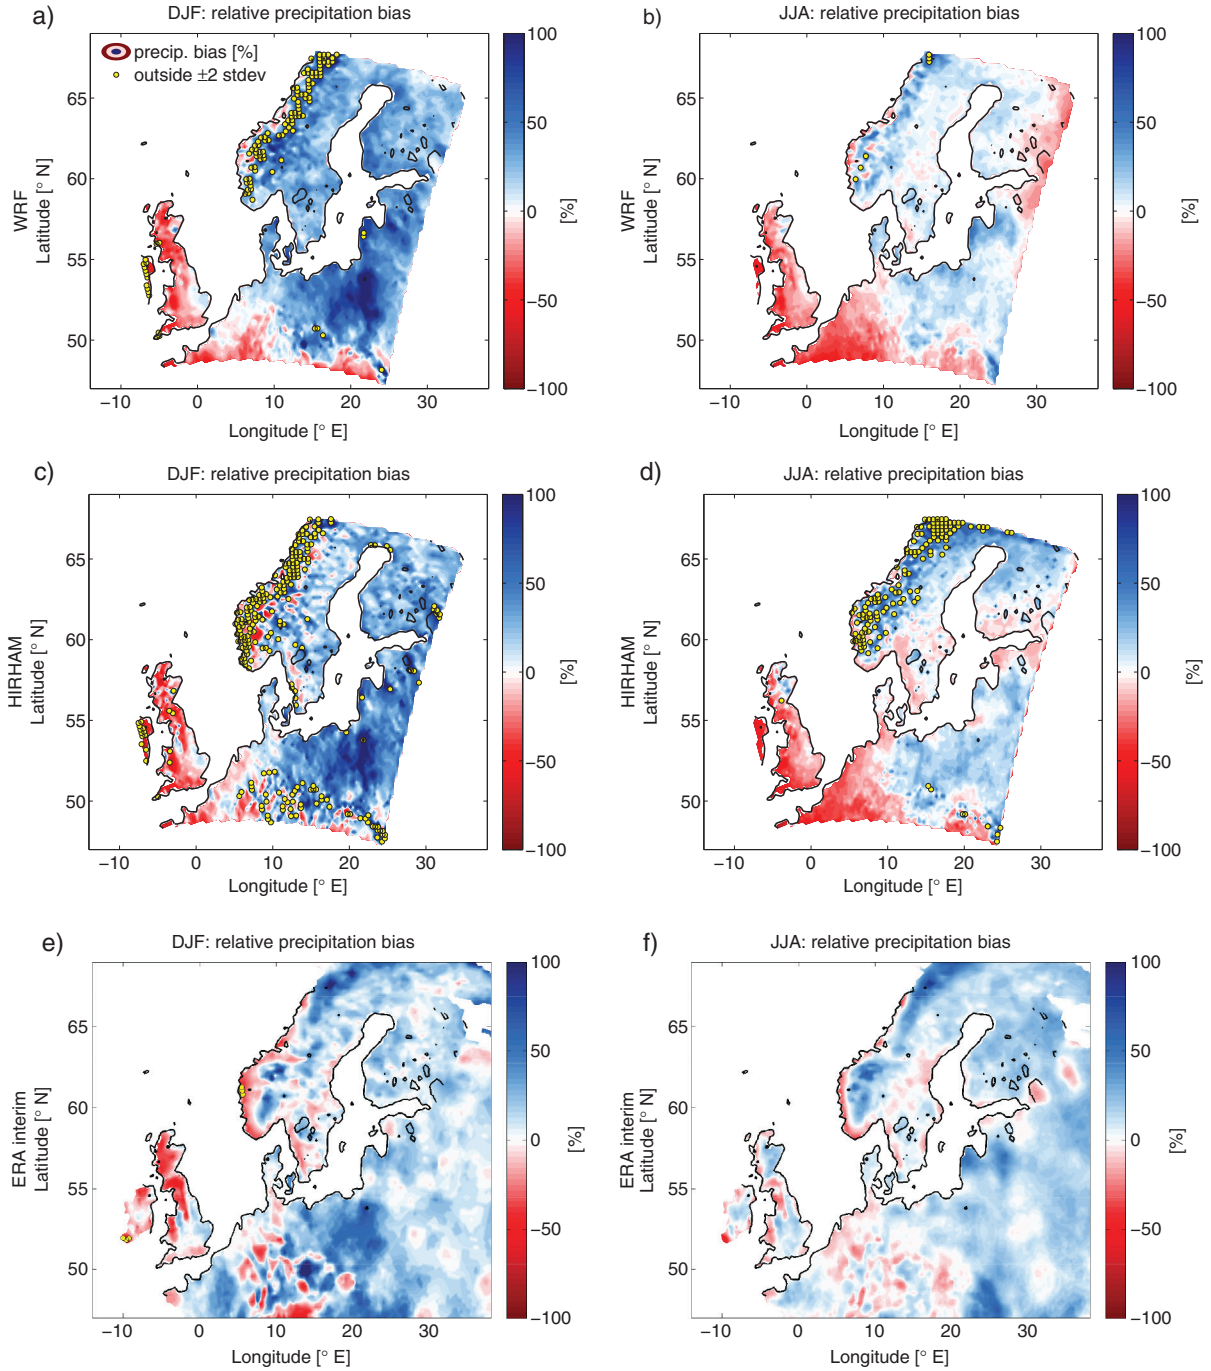 a)
DJF: relative precipitation bias
precip. bias [%]
outside ±2 stdev
WRF
Latitude [° N]
65
60
55
50
−10
0
10
20
30
Longitude [° E]
100
50
0
−50
−100
[%]
b)
JJA: relative precipitation bias
WRF
Latitude [° N]
65
60
55
50
−10
0
10
20
30
Longitude [° E]
100
50
0
−50
−100
[%]
c)
DJF: relative precipitation bias
HIRHAM
Latitude [° N]
65
60
55
50
−10
0
10
20
30
Longitude [° E]
100
50
0
−50
−100
[%]
d)
JJA: relative precipitation bias
HIRHAM
Latitude [° N]
65
60
55
50
−10
0
10
20
30
Longitude [° E]
100
50
0
−50
−100
[%]
e)
DJF: relative precipitation bias
ERA interim
Latitude [° N]
65
60
55
50
−10
0
10
20
30
Longitude [° E]
100
50
0
−50
−100
[%]
f)
JJA: relative precipitation bias
ERA interim
Latitude [° N]
65
60
55
50
−10
0
10
20
30
Longitude [° E]
100
50
0
−50
−100
[%]